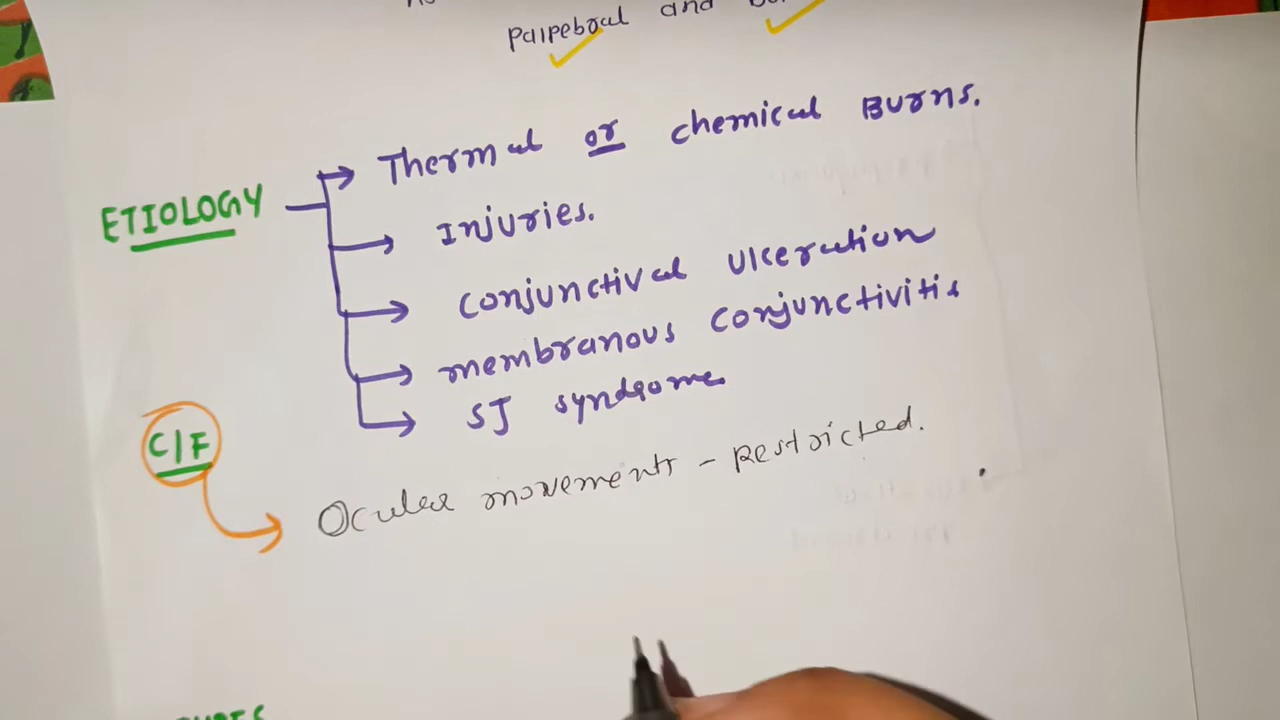 Palpebral and
ETIOLOGY
Thermal or chemical Burns.
Injuries.
conjunctival ulceration
membranous conjunctivitis
SJ syndrome
C/F
Ocular movements - Restricted.